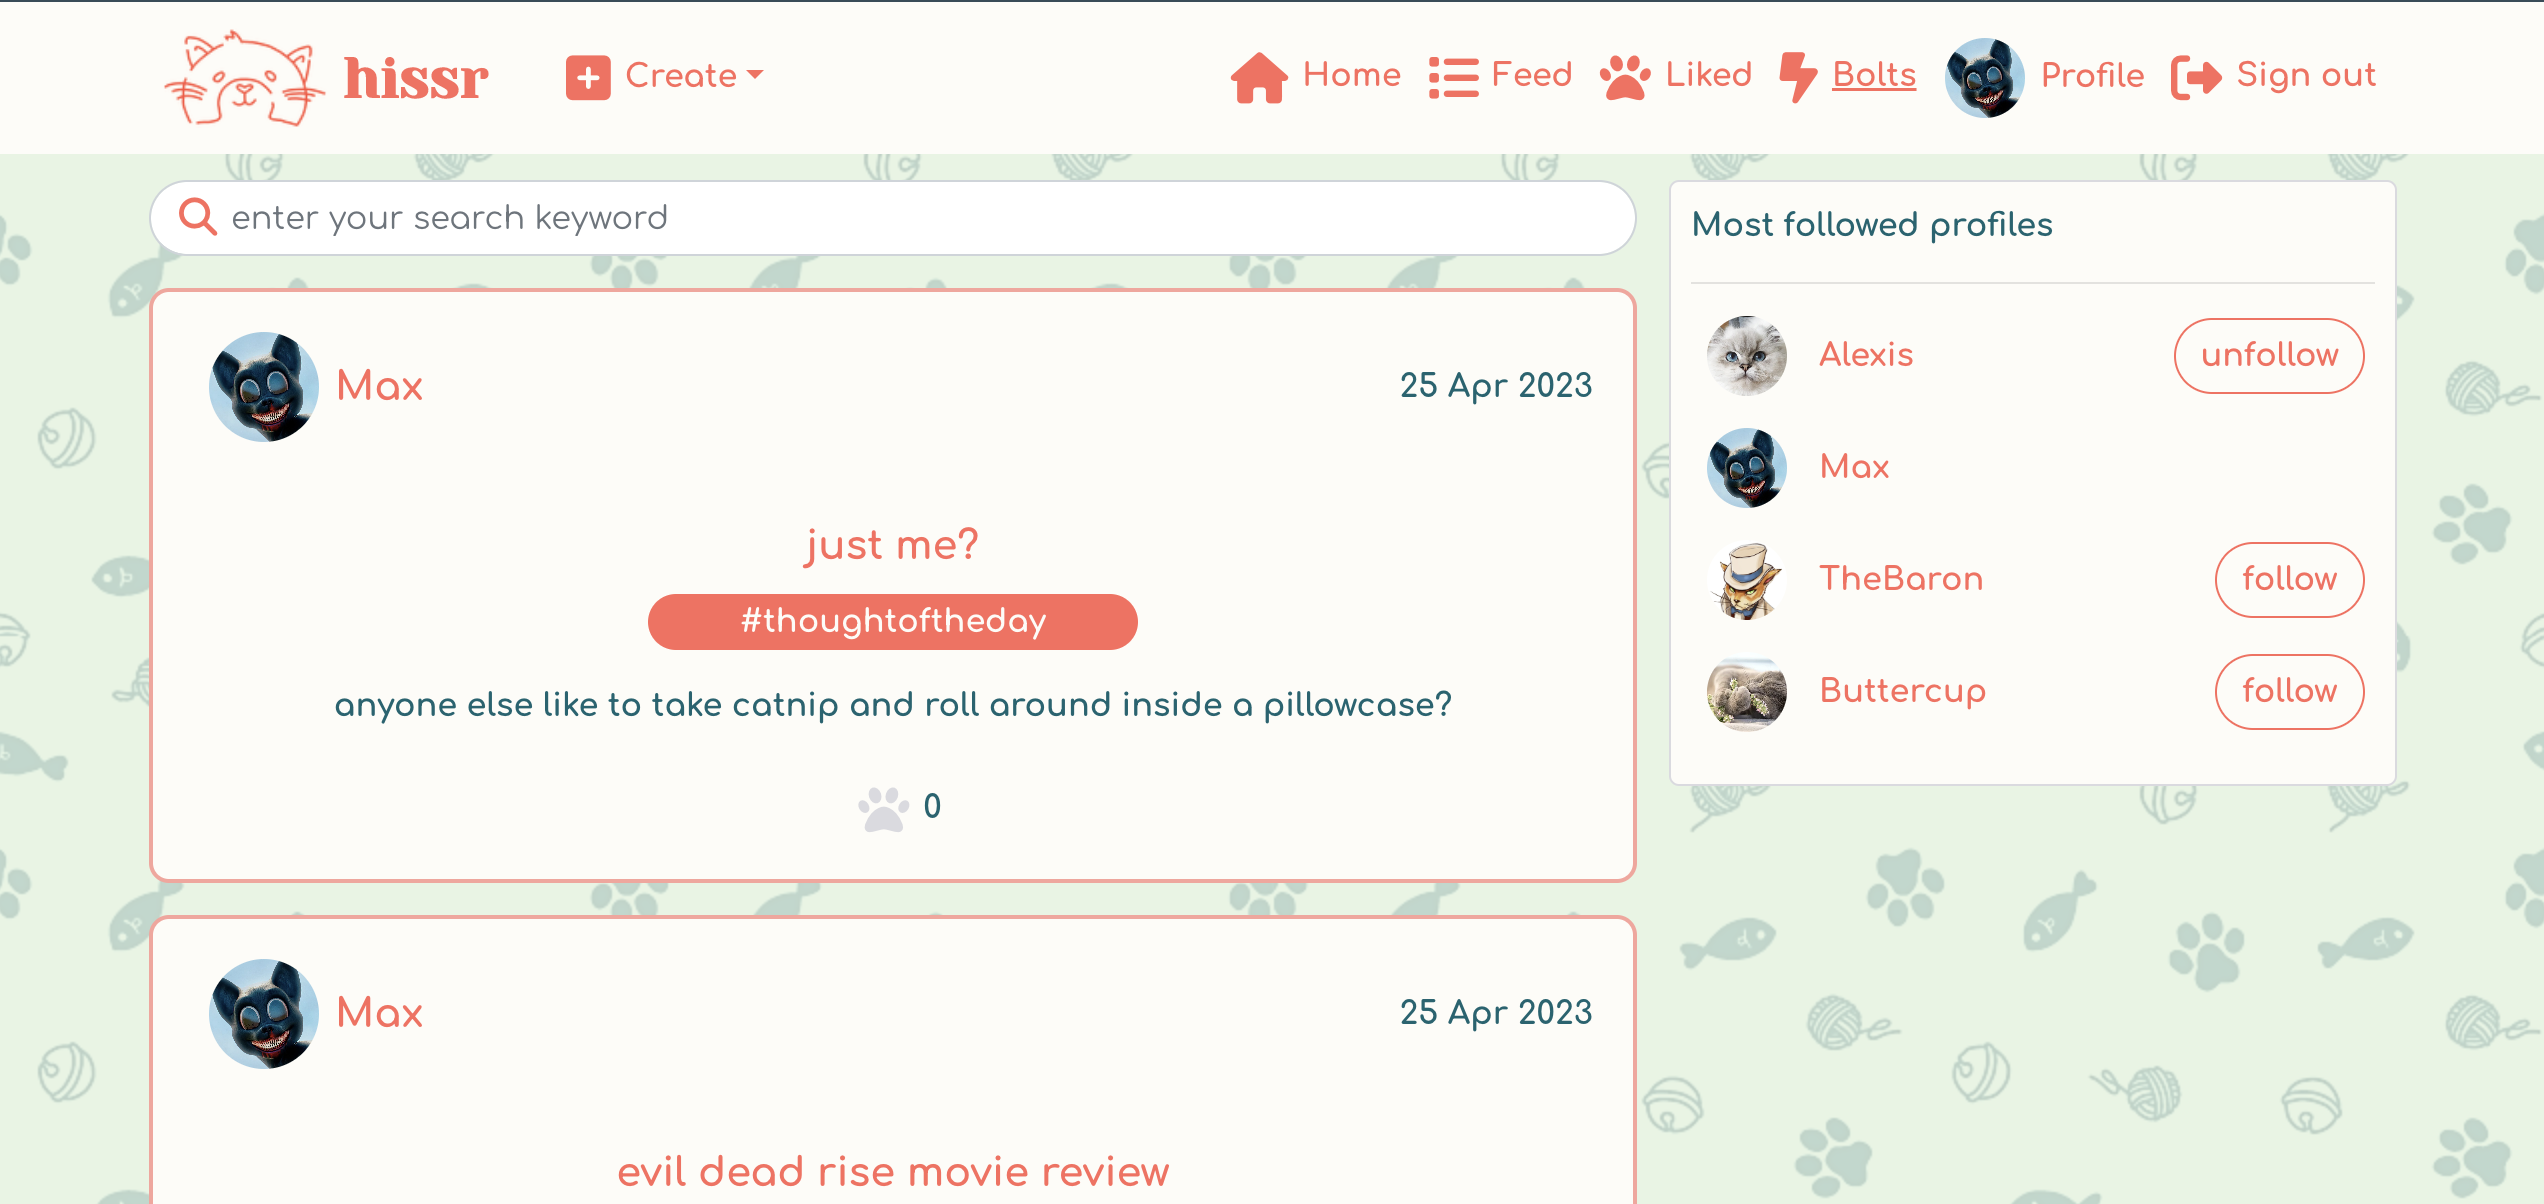 hissr
Create
Home
Feed
Liked
Bolts
Profile
Sign out
enter your search keyword
Max
25 Apr 2023
just me?
#thoughtoftheday
anyone else like to take catnip and roll around inside a pillowcase?
0
Max
25 Apr 2023
evil dead rise movie review
Most followed profiles
Alexis
unfollow
Max
TheBaron
follow
Buttercup
follow